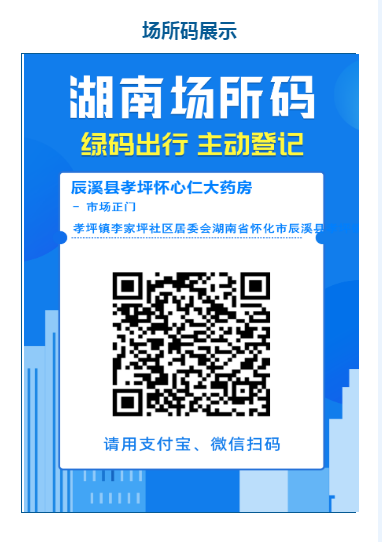 场所码展示
湖南场所码
绿码出行 主动登记
辰溪县孝坪怀心仁大药房
- 市场正门
孝坪镇李家坪社区居委会湖南省怀化市辰溪县
请用支付宝、微信扫码